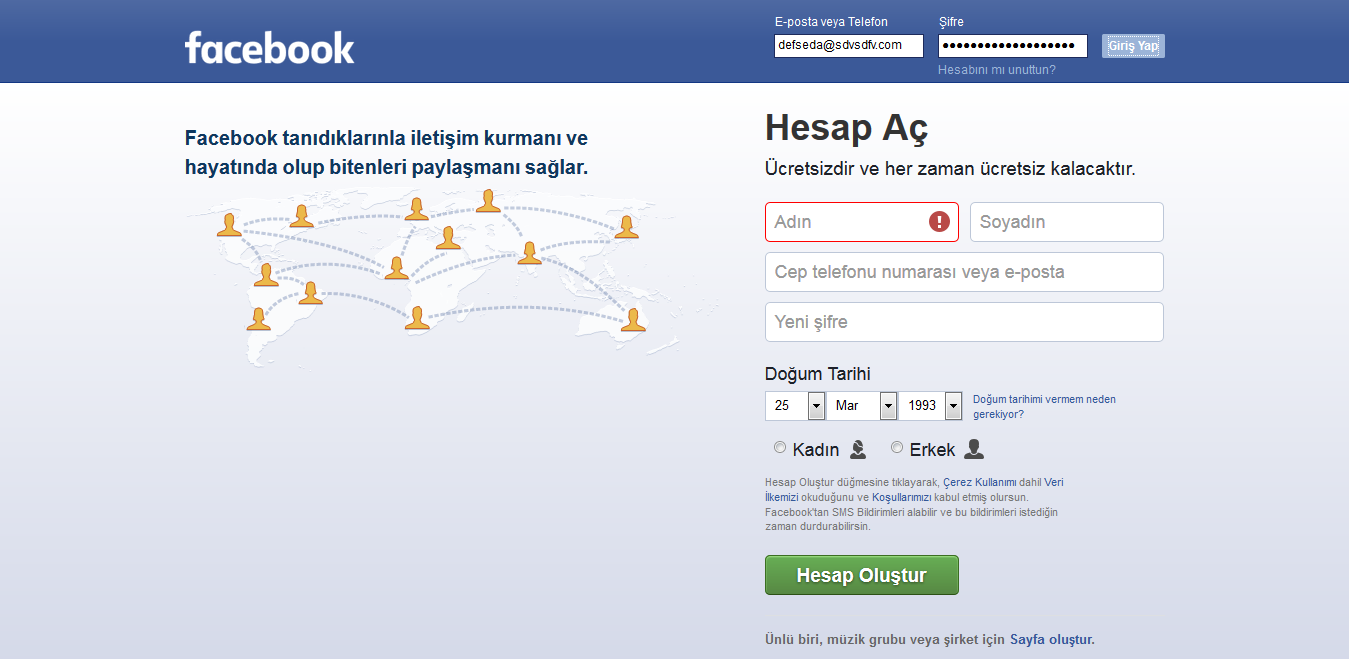 facebook
E-posta veya Telefon
Şifre
defseda@sdvsdfv.com
•••••••••••••••••••
Giriş Yap
Hesabını mı unuttun?
Facebook tanıdıklarınla iletişim kurmanı ve
hayatında olup bitenleri paylaşmanı sağlar.
Hesap Aç
Ücretsizdir ve her zaman ücretsiz kalacaktır.
Adın
Soyadın
Cep telefonu numarası veya e-posta
Yeni şifre
Doğum Tarihi
25 Mar 1993
Doğum tarihimi vermem neden
gerekiyor?
Kadın Erkek
Hesap Oluştur düğmesine tıklayarak, Çerez Kullanımı dahil Veri
İlkemizi okuduğunu ve Koşullarımızı kabul etmiş olursun.
Facebook'tan SMS Bildirimleri alabilir ve bu bildirimleri istediğin
zaman durdurabilirsin.
Hesap Oluştur
Ünlü biri, müzik grubu veya şirket için Sayfa oluştur.